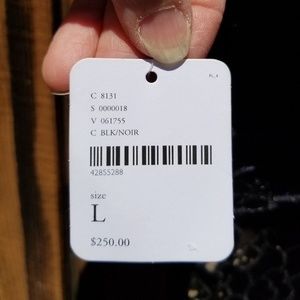 C 8131
S 0000018
V 061755
C BLK/NOIR
42855288
size
L
$250.00